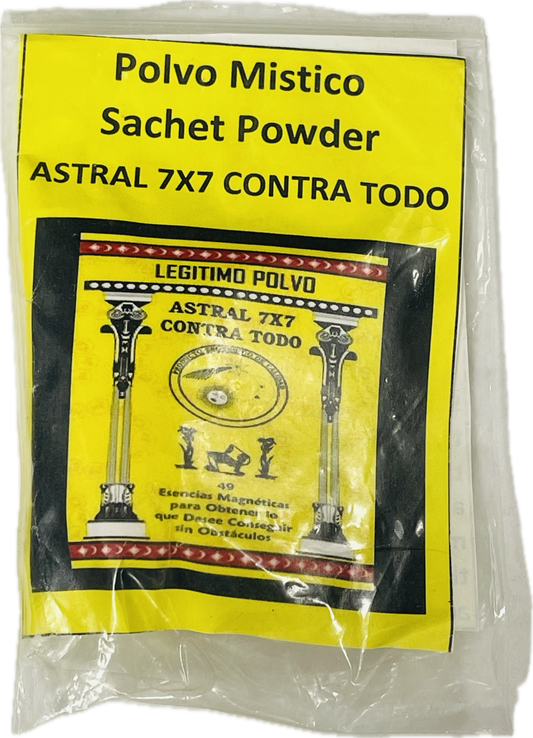 Polvo Mistico
Sachet Powder
ASTRAL 7X7 CONTRA TODO
LEGITIMO POLVO
ASTRAL 7X7
CONTRA TODO
49
Esencias Magnéticas
para Obtener lo
que Desee Conseguir
sin Obstáculos